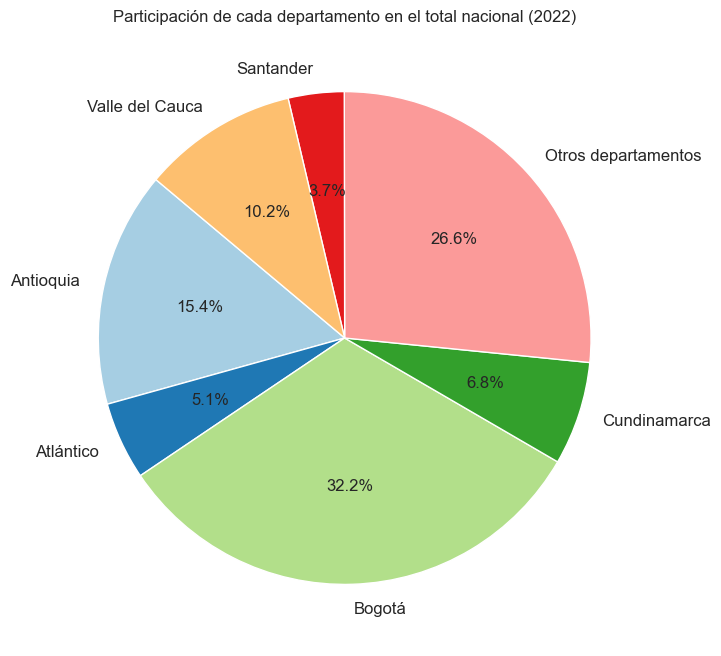 Participación de cada departamento en el total nacional (2022)
Santander
Valle del Cauca
Otros departamentos
3.7%
10.2%
26.6%
Antioquia
15.4%
5.1%
6.8%
Cundinamarca
Atlántico
32.2%
Bogotá